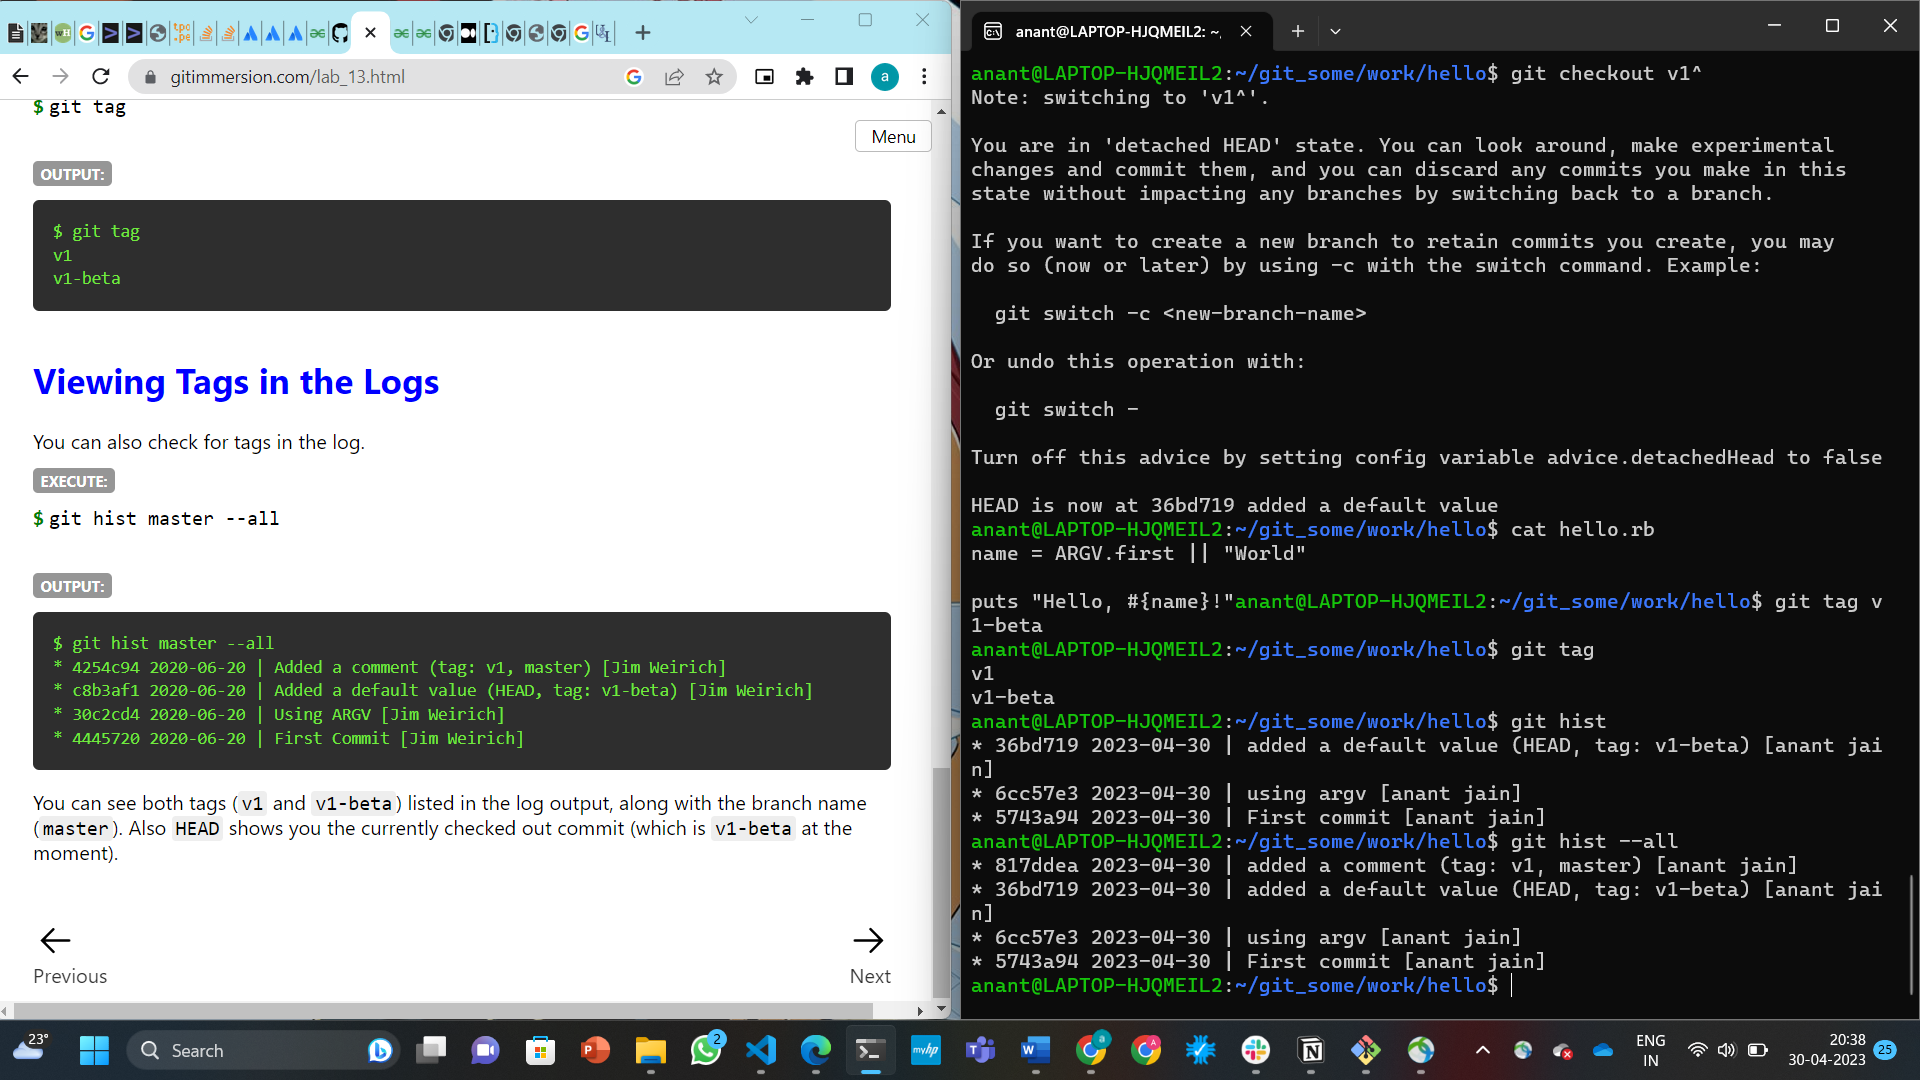 gitimmersion.com/lab_13.html
a
$ git tag
Menu
OUTPUT:
$ git tag
v1
v1-beta
Viewing Tags in the Logs
You can also check for tags in the log.
EXECUTE:
$ git hist master --all
OUTPUT:
$ git hist master --all
* 4254c94 2020-06-20 | Added a comment (tag: v1, master) [Jim Weirich]
* c8b3af1 2020-06-20 | Added a default value (HEAD, tag: v1-beta) [Jim Weirich]
* 30c2cd4 2020-06-20 | Using ARGV [Jim Weirich]
* 4445720 2020-06-20 | First Commit [Jim Weirich]
You can see both tags (v1 and v1-beta) listed in the log output, along with the branch name
(master). Also HEAD shows you the currently checked out commit (which is v1-beta at the
moment).
Previous
Next
anant@LAPTOP-HJQMEIL2: ~,
anant@LAPTOP-HJQMEIL2:~/git_some/work/hello$ git checkout v1^
Note: switching to 'v1^'.
You are in 'detached HEAD' state. You can look around, make experimental
changes and commit them, and you can discard any commits you make in this
state without impacting any branches by switching back to a branch.
If you want to create a new branch to retain commits you create, you may
do so (now or later) by using -c with the switch command. Example:
git switch -c <new-branch-name>
Or undo this operation with:
git switch -
Turn off this advice by setting config variable advice.detachedHead to false
HEAD is now at 36bd719 added a default value
anant@LAPTOP-HJQMEIL2:~/git_some/work/hello$ cat hello.rb
name = ARGV.first || "World"
puts "Hello, #{name}!"anant@LAPTOP-HJQMEIL2:~/git_some/work/hello$ git tag v
1-beta
anant@LAPTOP-HJQMEIL2:~/git_some/work/hello$ git tag
v1
v1-beta
anant@LAPTOP-HJQMEIL2:~/git_some/work/hello$ git hist
* 36bd719 2023-04-30 | added a default value (HEAD, tag: v1-beta) [anant jai
n]
* 6cc57e3 2023-04-30 | using argv [anant jain]
* 5743a94 2023-04-30 | First commit [anant jain]
anant@LAPTOP-HJQMEIL2:~/git_some/work/hello$ git hist --all
* 817ddea 2023-04-30 | added a comment (tag: v1, master) [anant jain]
* 36bd719 2023-04-30 | added a default value (HEAD, tag: v1-beta) [anant jai
n]
* 6cc57e3 2023-04-30 | using argv [anant jain]
* 5743a94 2023-04-30 | First commit [anant jain]
anant@LAPTOP-HJQMEIL2:~/git_some/work/hello$
23°
Search
2
myhp
ENG
IN
20:38
30-04-2023
25